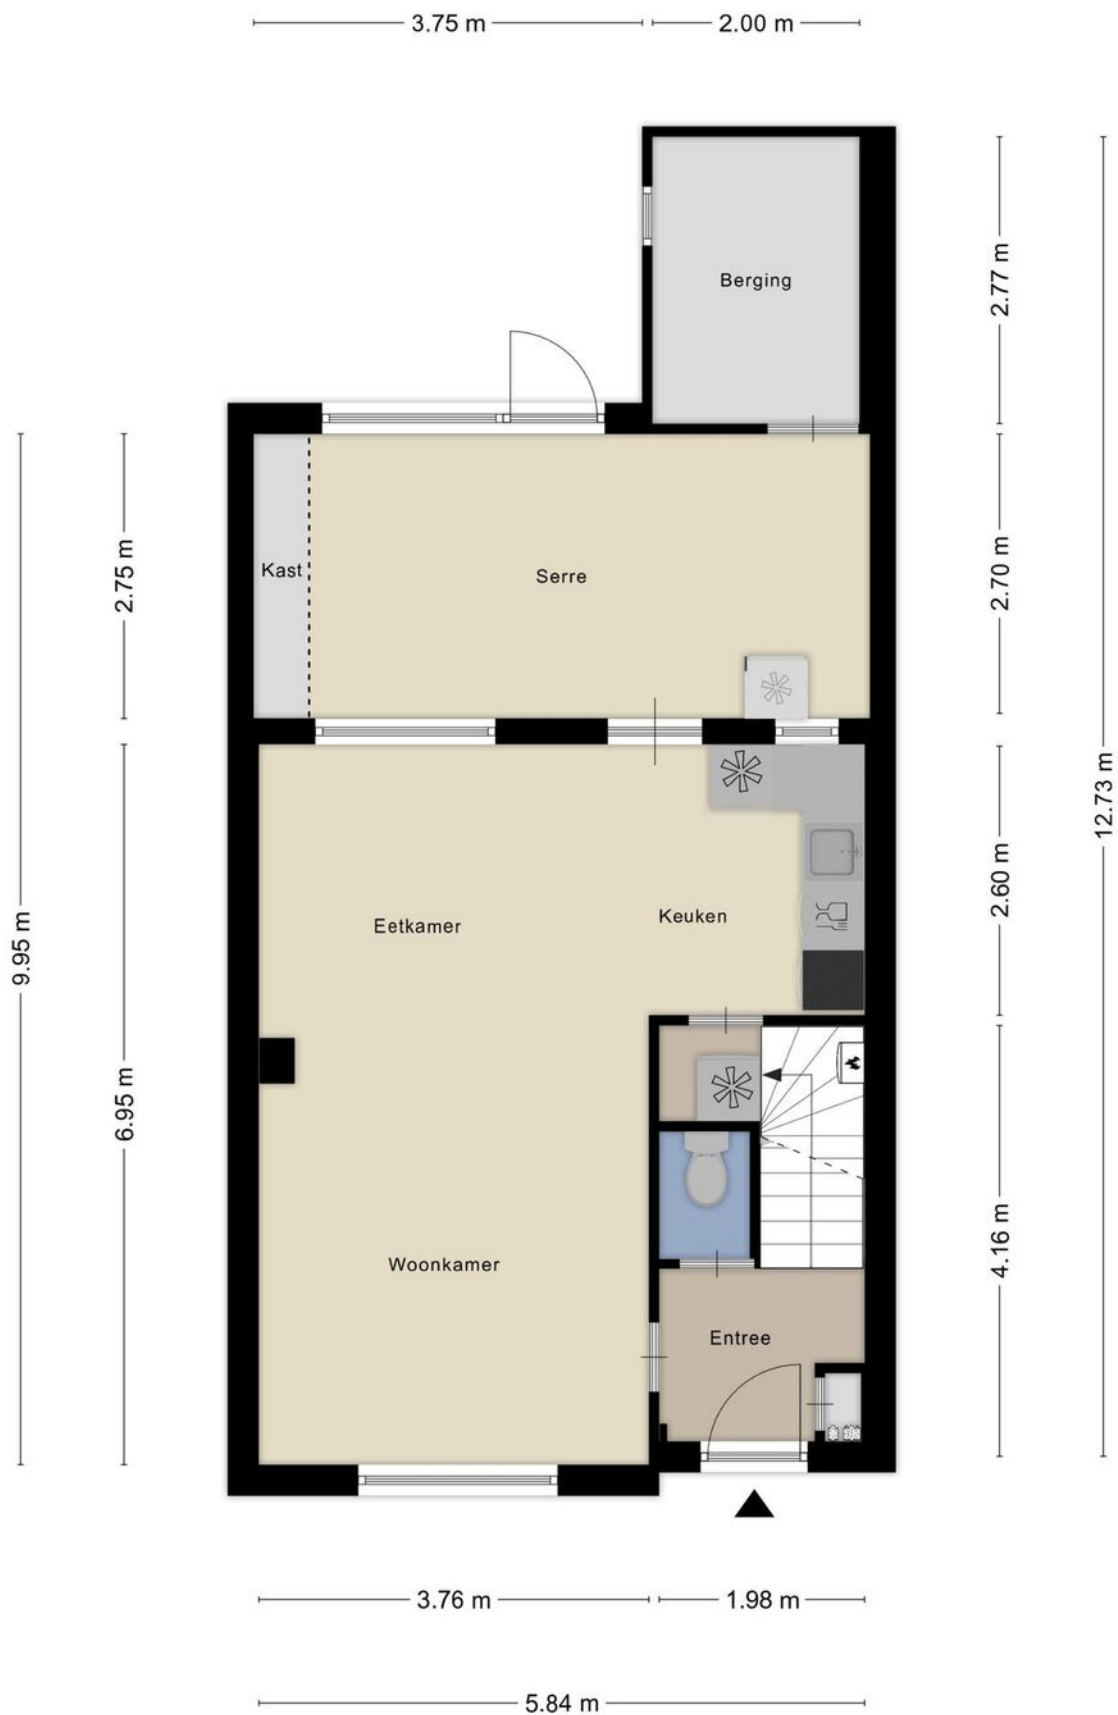 3.75 m
2.00 m
Berging
2.77 m
Kast
Serre
2.75 m
2.70 m
12.73 m
Eetkamer
Keuken
2.60 m
9.95 m
6.95 m
4.16 m
Woonkamer
Entree
3.76 m
1.98 m
5.84 m